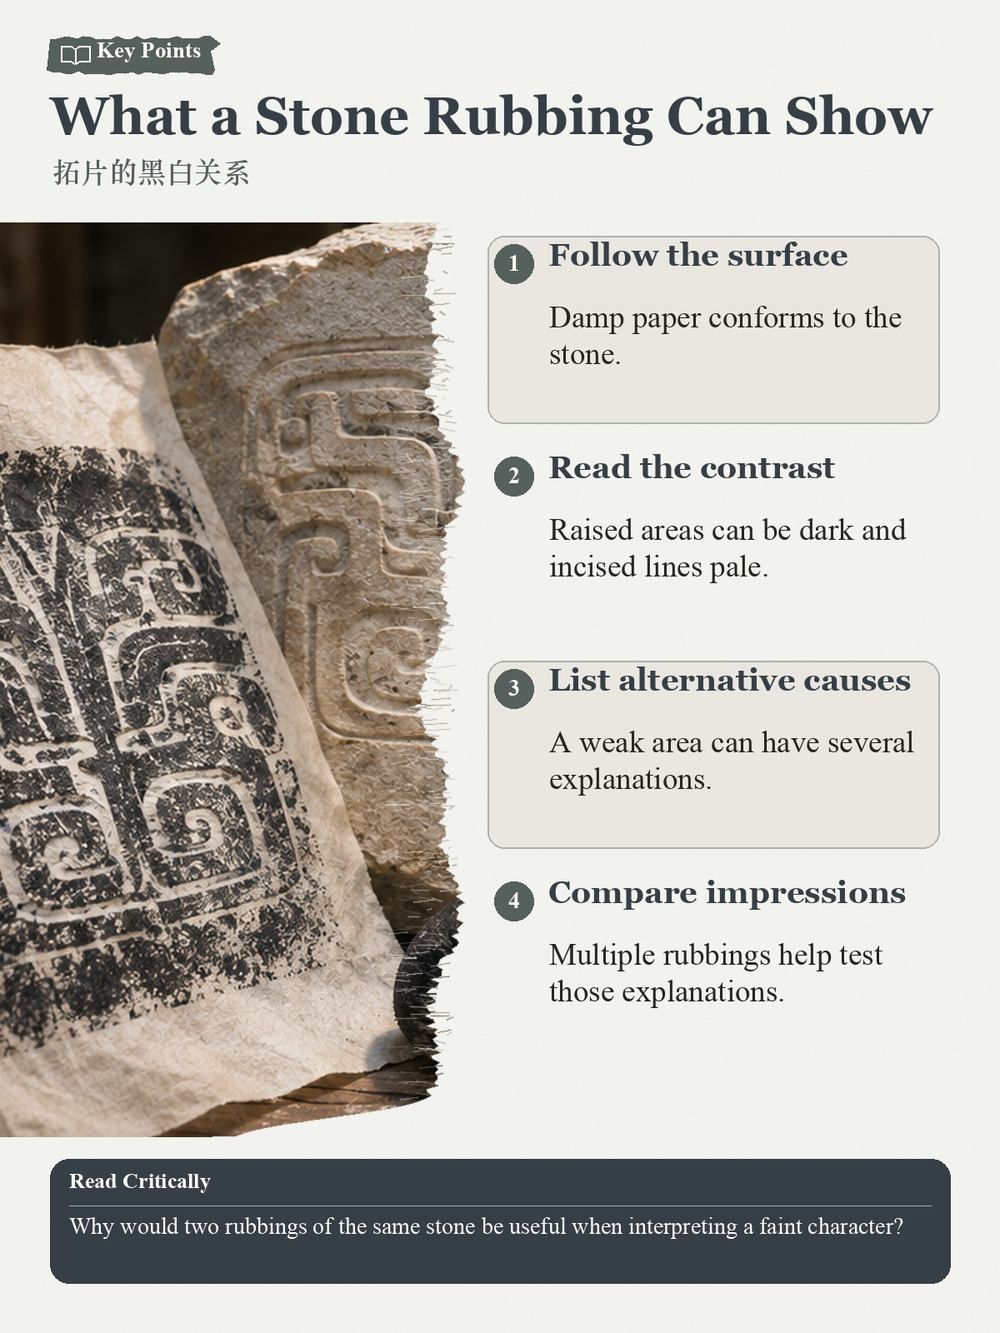 Key Points
What a Stone Rubbing Can Show
拓片的黑白关系
1 Follow the surface
Damp paper conforms to the
stone.
2 Read the contrast
Raised areas can be dark and
incised lines pale.
3 List alternative causes
A weak area can have several
explanations.
4 Compare impressions
Multiple rubbings help test
those explanations.
Read Critically
Why would two rubbings of the same stone be useful when interpreting a faint character?